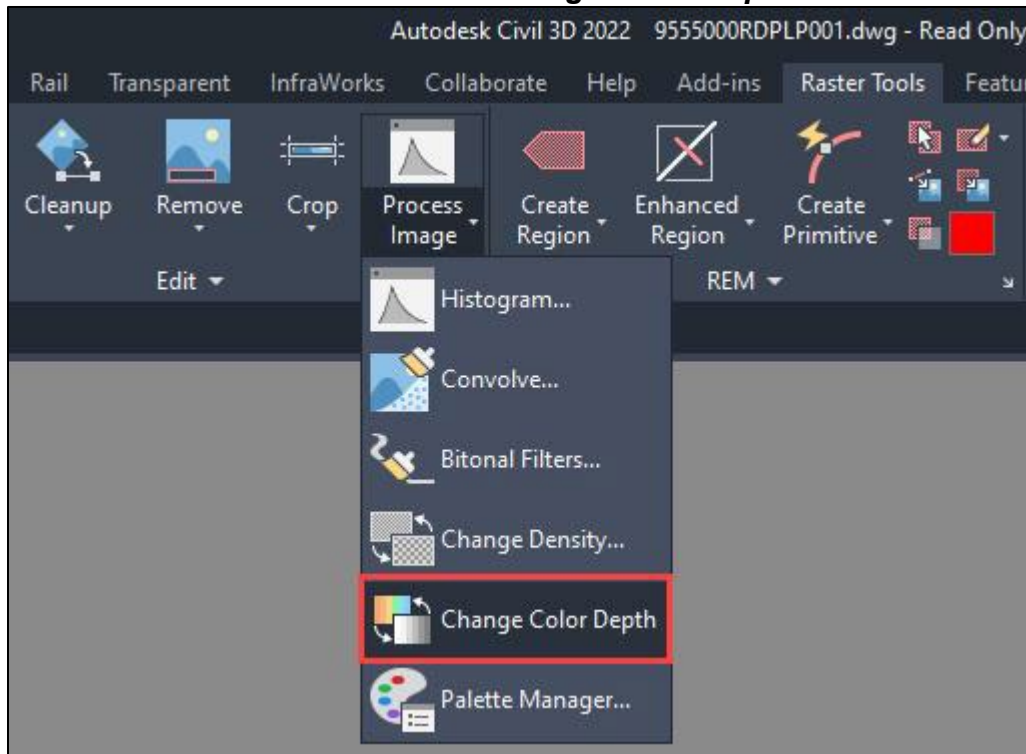 Autodesk Civil 3D 2022 9555000RDPLP001.dwg - Read Only
Rail Transparent InfraWorks Collaborate Help Add-ins Raster Tools Featur
Cleanup Remove Crop Process Image Create Region Enhanced Region Create Primitive
Edit REM
Histogram...
Convolve...
Bitonal Filters...
Change Density...
Change Color Depth
Palette Manager...